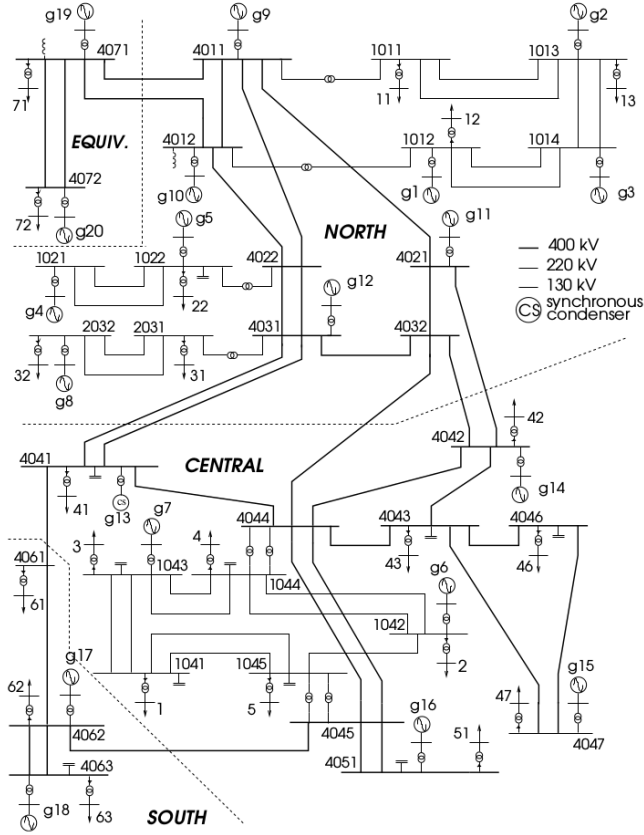 g19
g9
g2
4071
4011
1011
1013
71
11
13
12
EQUIV.
4012
1012
1014
4072
g10
g1
g3
72
g20
g5
NORTH
g11
400 kV
220 kV
130 kV
CS synchronous
condenser
1021
1022
4022
4021
g12
g4
22
2032
2031
4031
4032
32
g8
31
42
4042
4041
CENTRAL
g14
41
CS
g13
g7
4044
4043
4046
3
4
43
46
4061
1043
1044
g6
61
1042
g17
1041
1045
2
g15
62
1
5
g16
47
4062
4045
51
4047
4063
4051
g18
63
SOUTH